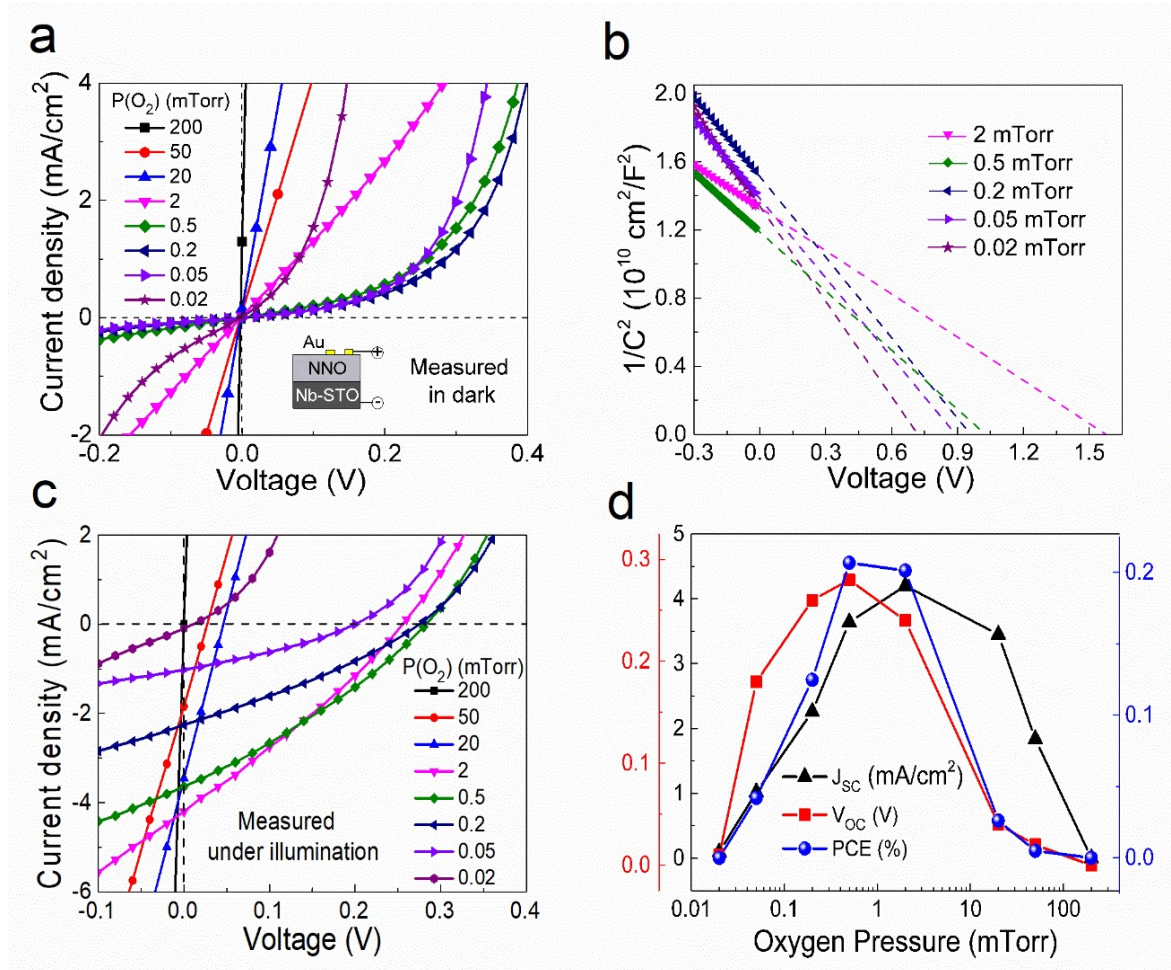 a
Current density (mA/cm²)
4
2
0
-2
P(O₂) (mTorr)
200
50
20
2
0.5
0.2
0.05
0.02
Au
NNO
Nb-STO
+
-
Measured
in dark
-0.2 0.0 0.2 0.4
Voltage (V)
b
1/C² (10¹⁰ cm²/F²)
2.0
1.6
1.2
0.8
0.4
0.0
2 mTorr
0.5 mTorr
0.2 mTorr
0.05 mTorr
0.02 mTorr
-0.3 0.0 0.3 0.6 0.9 1.2 1.5
Voltage (V)
c
Current density (mA/cm²)
2
0
-2
-4
-6
P(O₂) (mTorr)
200
50
20
2
0.5
0.2
0.05
0.02
Measured
under illumination
-0.1 0.0 0.1 0.2 0.3 0.4
Voltage (V)
d
0.3
0.2
0.1
0.0
5
4
3
2
1
0
J_SC (mA/cm²)
V_OC (V)
PCE (%)
0.2
0.1
0.0
0.01 0.1 1 10 100
Oxygen Pressure (mTorr)